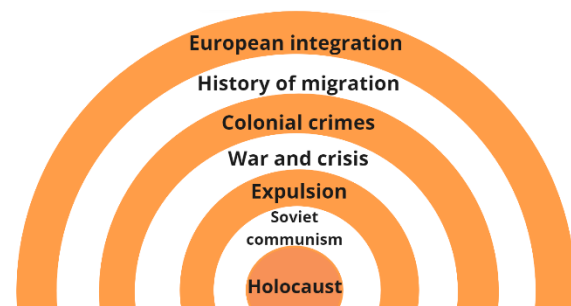 European integration
History of migration
Colonial crimes
War and crisis
Expulsion
Soviet
communism
Holocaust